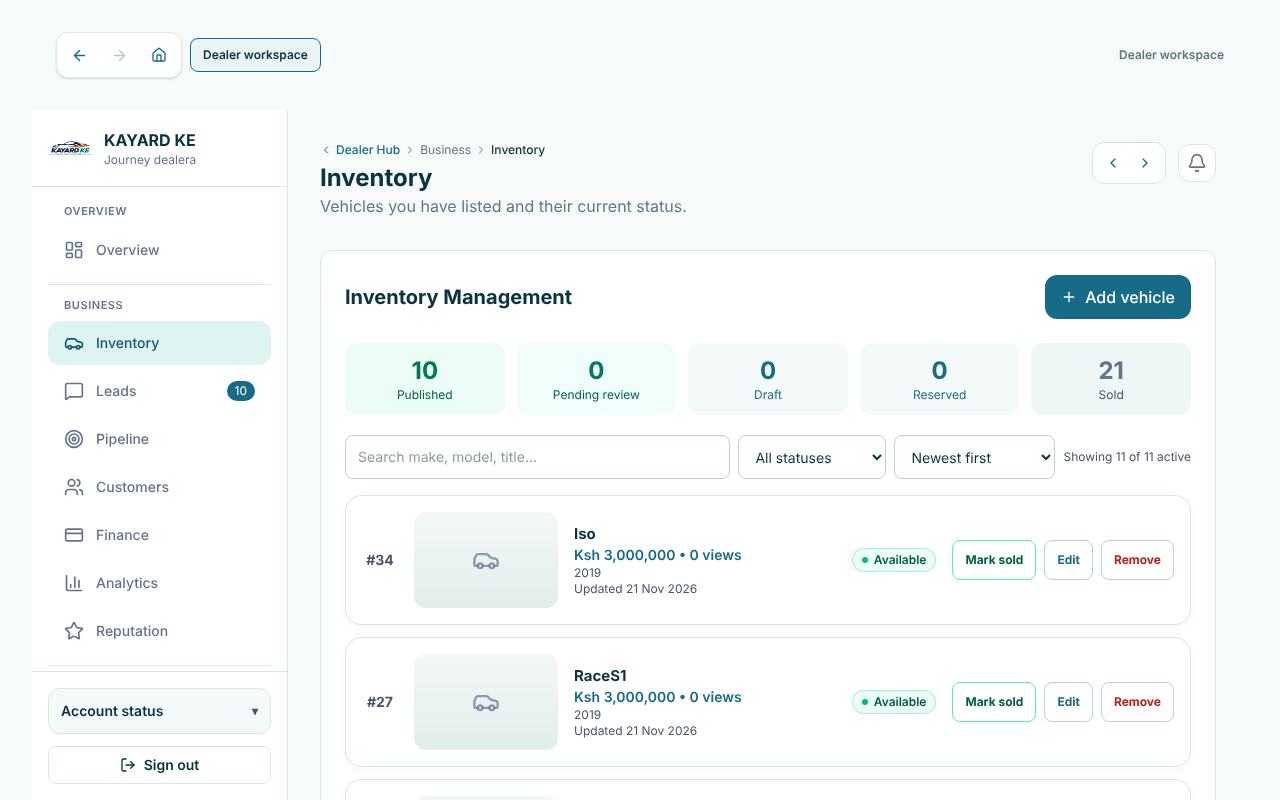 Dealer workspace
Dealer workspace
KAYARD KE
KAYARD KE
Journey dealera
OVERVIEW
Overview
BUSINESS
Inventory
Leads
10
Pipeline
Customers
Finance
Analytics
Reputation
Account status
Sign out
Dealer Hub
Business
Inventory
Inventory
Vehicles you have listed and their current status.
Inventory Management
+ Add vehicle
10
Published
0
Pending review
0
Draft
0
Reserved
21
Sold
Search make, model, title...
All statuses
Newest first
Showing 11 of 11 active
#34
Iso
Ksh 3,000,000 • 0 views
2019
Updated 21 Nov 2026
Available
Mark sold
Edit
Remove
#27
RaceS1
Ksh 3,000,000 • 0 views
2019
Updated 21 Nov 2026
Available
Mark sold
Edit
Remove